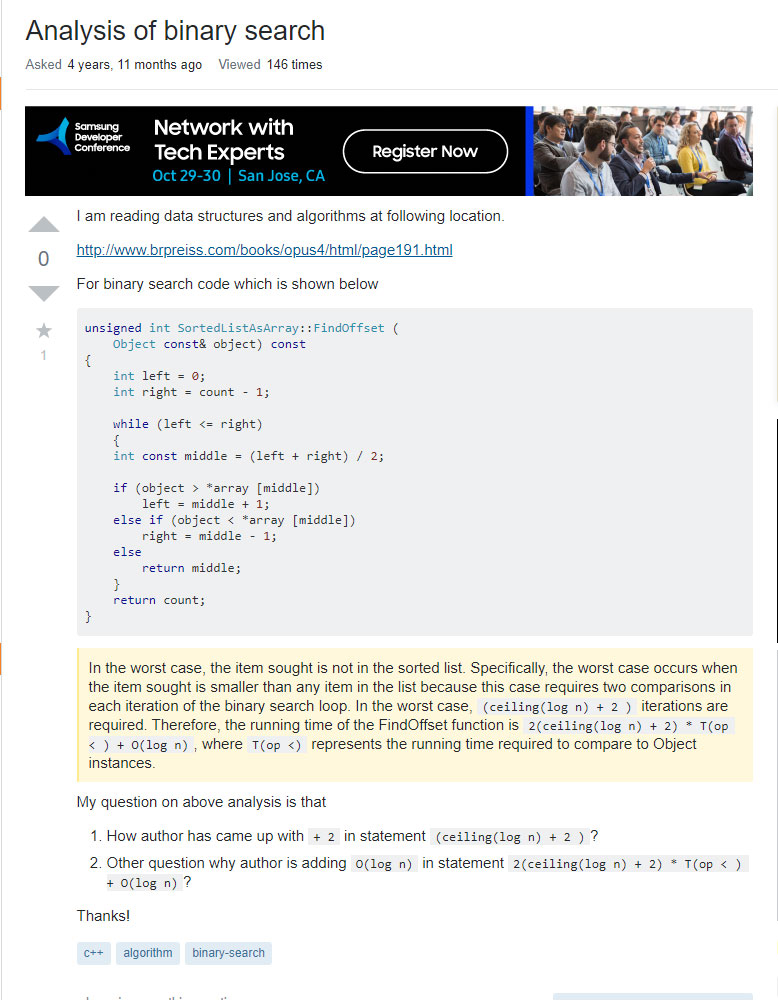 Analysis of binary search
Asked 4 years, 11 months ago Viewed 146 times
Samsung
Developer
Conference
Network with
Tech Experts
Oct 29-30 | San Jose, CA
Register Now
I am reading data structures and algorithms at following location.
0
http://www.brpreiss.com/books/opus4/html/page191.html
For binary search code which is shown below
1
unsigned int SortedListAsArray::FindOffset (
    Object const& object) const
{
    int left = 0;
    int right = count - 1;
    while (left <= right)
    {
    int const middle = (left + right) / 2;
    if (object > *array [middle])
        left = middle + 1;
    else if (object < *array [middle])
        right = middle - 1;
    else
        return middle;
    }
    return count;
}
In the worst case, the item sought is not in the sorted list. Specifically, the worst case occurs when
the item sought is smaller than any item in the list because this case requires two comparisons in
each iteration of the binary search loop. In the worst case, (ceiling(log n) + 2 ) iterations are
required. Therefore, the running time of the FindOffset function is 2(ceiling(log n) + 2) * T(op
< ) + O(log n) , where T(op <) represents the running time required to compare to Object
instances.
My question on above analysis is that
1. How author has came up with + 2 in statement (ceiling(log n) + 2 ) ?
2. Other question why author is adding O(log n) in statement 2(ceiling(log n) + 2) * T(op < )
+ O(log n) ?
Thanks!
c++ algorithm binary-search